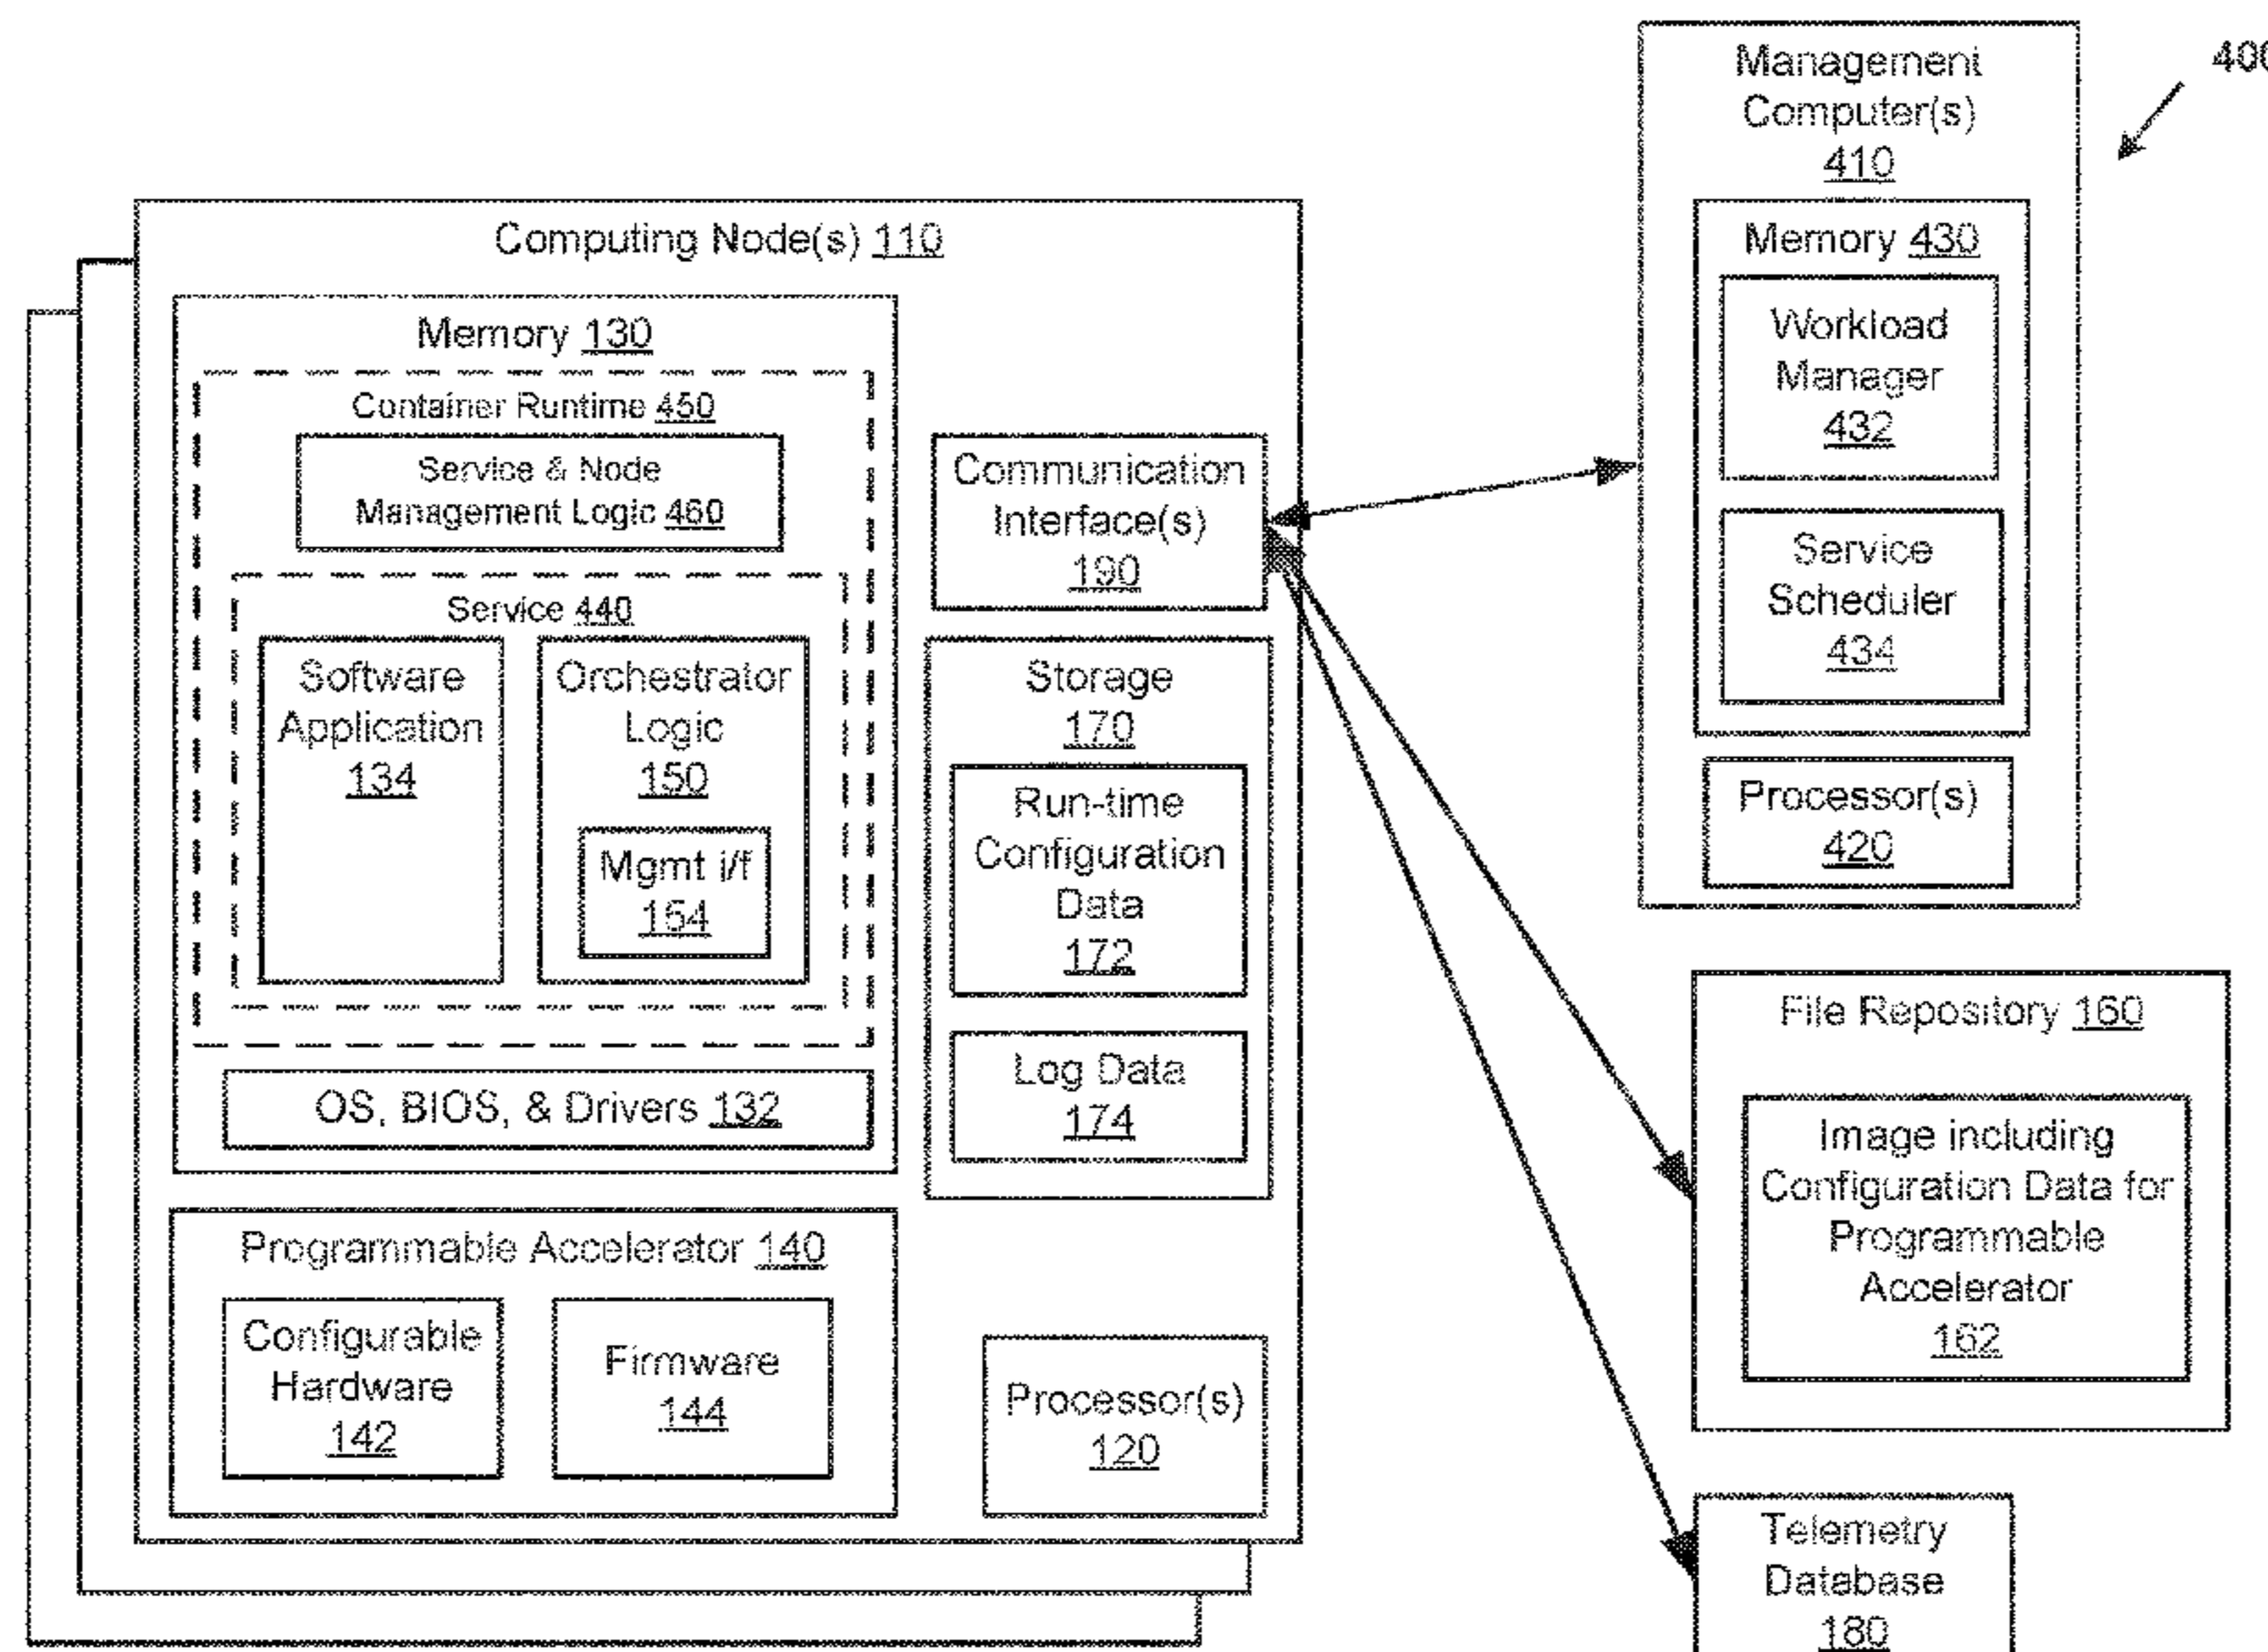 Computing Node(s) 110
Memory 130
Container Runtime 450
Service & Node
Management Logic 460
Service 440
Software
Application
134
Orchestrator
Logic
150
Mgmt i/f
154
OS, BIOS, & Drivers 132
Programmable Accelerator 140
Configurable
Hardware
142
Firmware
144
Communication
Interface(s)
190
Storage
170
Run-time
Configuration
Data
172
Log Data
174
Processor(s)
120
Management
Computer(s)
410
Memory 430
Workload
Manager
432
Service
Scheduler
434
Processor(s)
420
400
File Repository 160
Image including
Configuration Data for
Programmable
Accelerator
162
Telemetry
Database
180